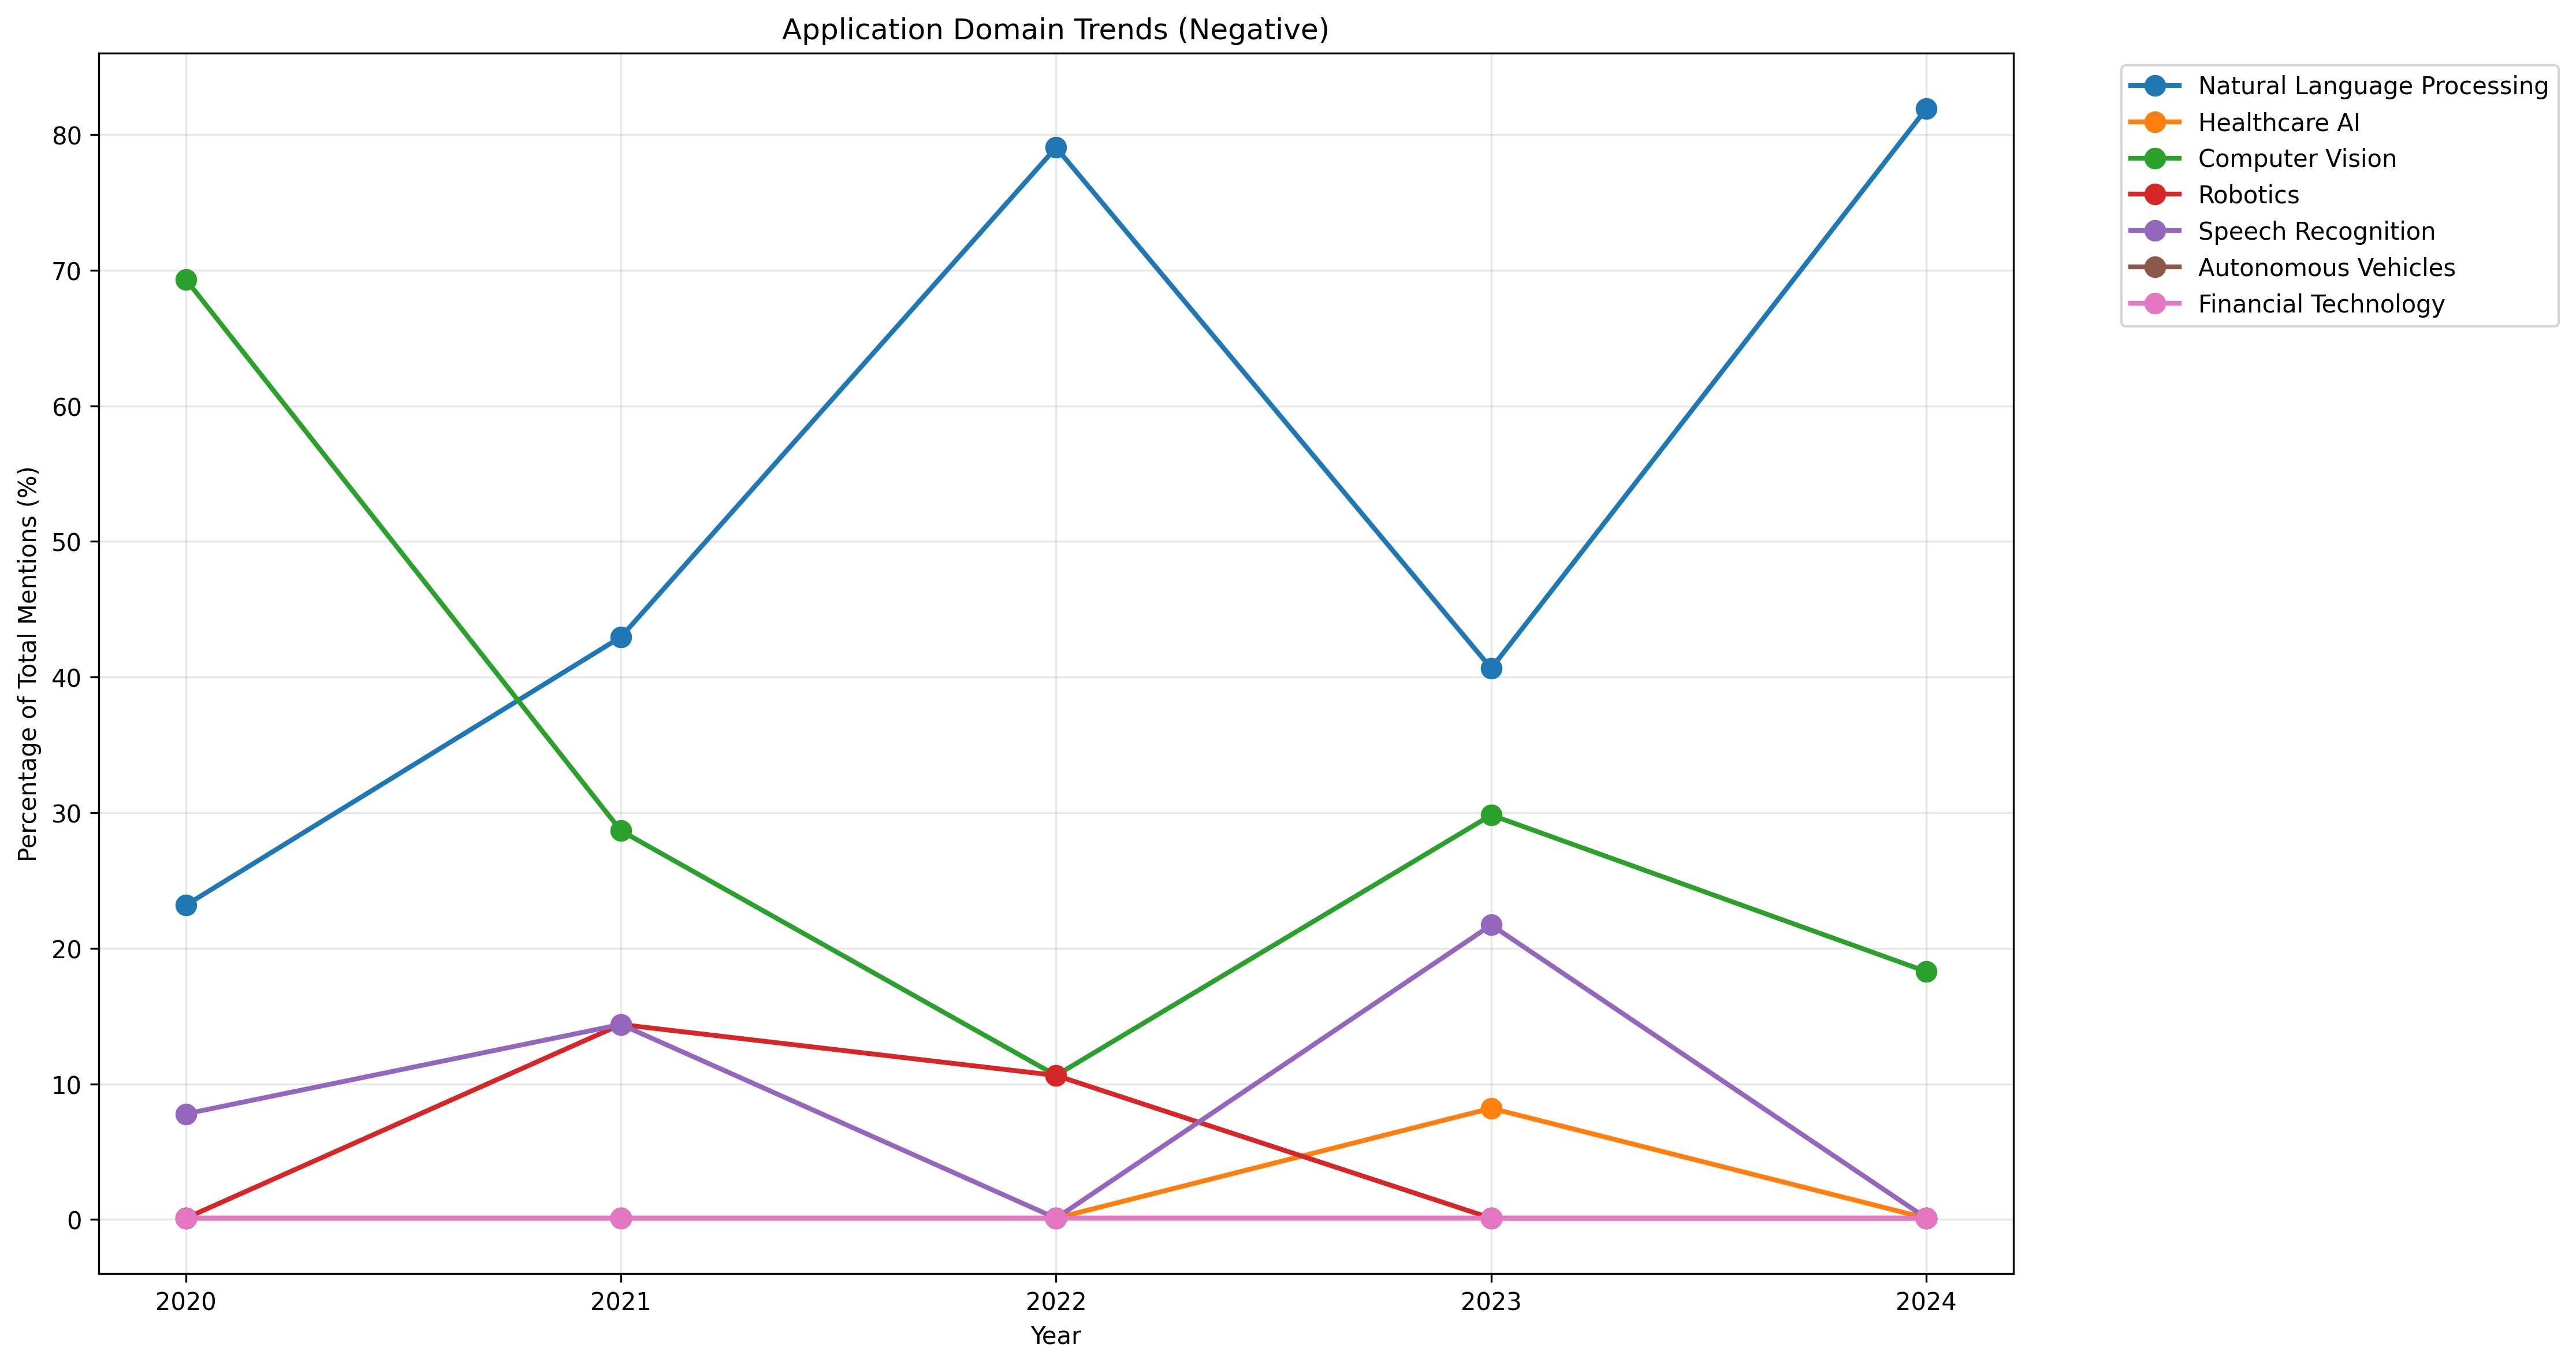 Application Domain Trends (Negative)
Percentage of Total Mentions (%)
80
70
60
50
40
30
20
10
0
2020
2021
2022
2023
2024
Year
Natural Language Processing
Healthcare AI
Computer Vision
Robotics
Speech Recognition
Autonomous Vehicles
Financial Technology